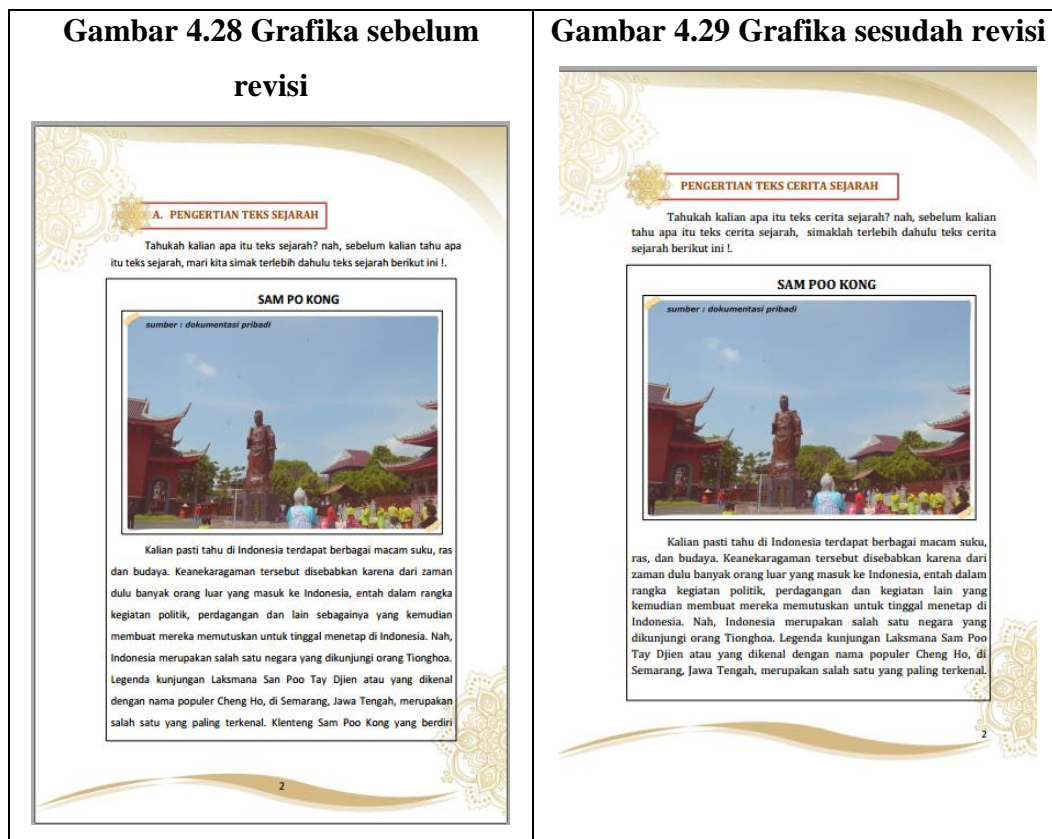 Gambar 4.28 Grafika sebelum
revisi
A. PENGERTIAN TEKS SEJARAH
Tahukah kalian apa itu teks sejarah? nah, sebelum kalian tahu apa
itu teks sejarah, mari kita simak terlebih dahulu teks sejarah berikut ini !.
SAM PO KONG
sumber : dokumentasi pribadi
Kalian pasti tahu di Indonesia terdapat berbagai macam suku, ras
dan budaya. Keanekaragaman tersebut disebabkan karena dari zaman
dulu banyak orang luar yang masuk ke Indonesia, entah dalam rangka
kegiatan politik, perdagangan dan lain sebagainya yang kemudian
membuat mereka memutuskan untuk tinggal menetap di Indonesia. Nah,
Indonesia merupakan salah satu negara yang dikunjungi orang Tionghoa.
Legenda kunjungan Laksmana San Poo Tay Djien atau yang dikenal
dengan nama populer Cheng Ho, di Semarang, Jawa Tengah, merupakan
salah satu yang paling terkenal. Klenteng Sam Poo Kong yang berdiri
2
Gambar 4.29 Grafika sesudah revisi
PENGERTIAN TEKS CERITA SEJARAH
Tahukah kalian apa itu teks cerita sejarah? nah, sebelum kalian
tahu apa itu teks cerita sejarah, simaklah terlebih dahulu teks cerita
sejarah berikut ini !.
SAM POO KONG
sumber : dokumentasi pribadi
Kalian pasti tahu di Indonesia terdapat berbagai macam suku,
ras, dan budaya. Keanekaragaman tersebut disebabkan karena dari
zaman dulu banyak orang luar yang masuk ke Indonesia, entah dalam
rangka kegiatan politik, perdagangan dan kegiatan lain yang
kemudian membuat mereka memutuskan untuk tinggal menetap di
Indonesia. Nah, Indonesia merupakan salah satu negara yang
dikunjungi orang Tionghoa. Legenda kunjungan Laksmana Sam Poo
Tay Djien atau yang dikenal dengan nama populer Cheng Ho, di
Semarang, Jawa Tengah, merupakan salah satu yang paling terkenal.
2